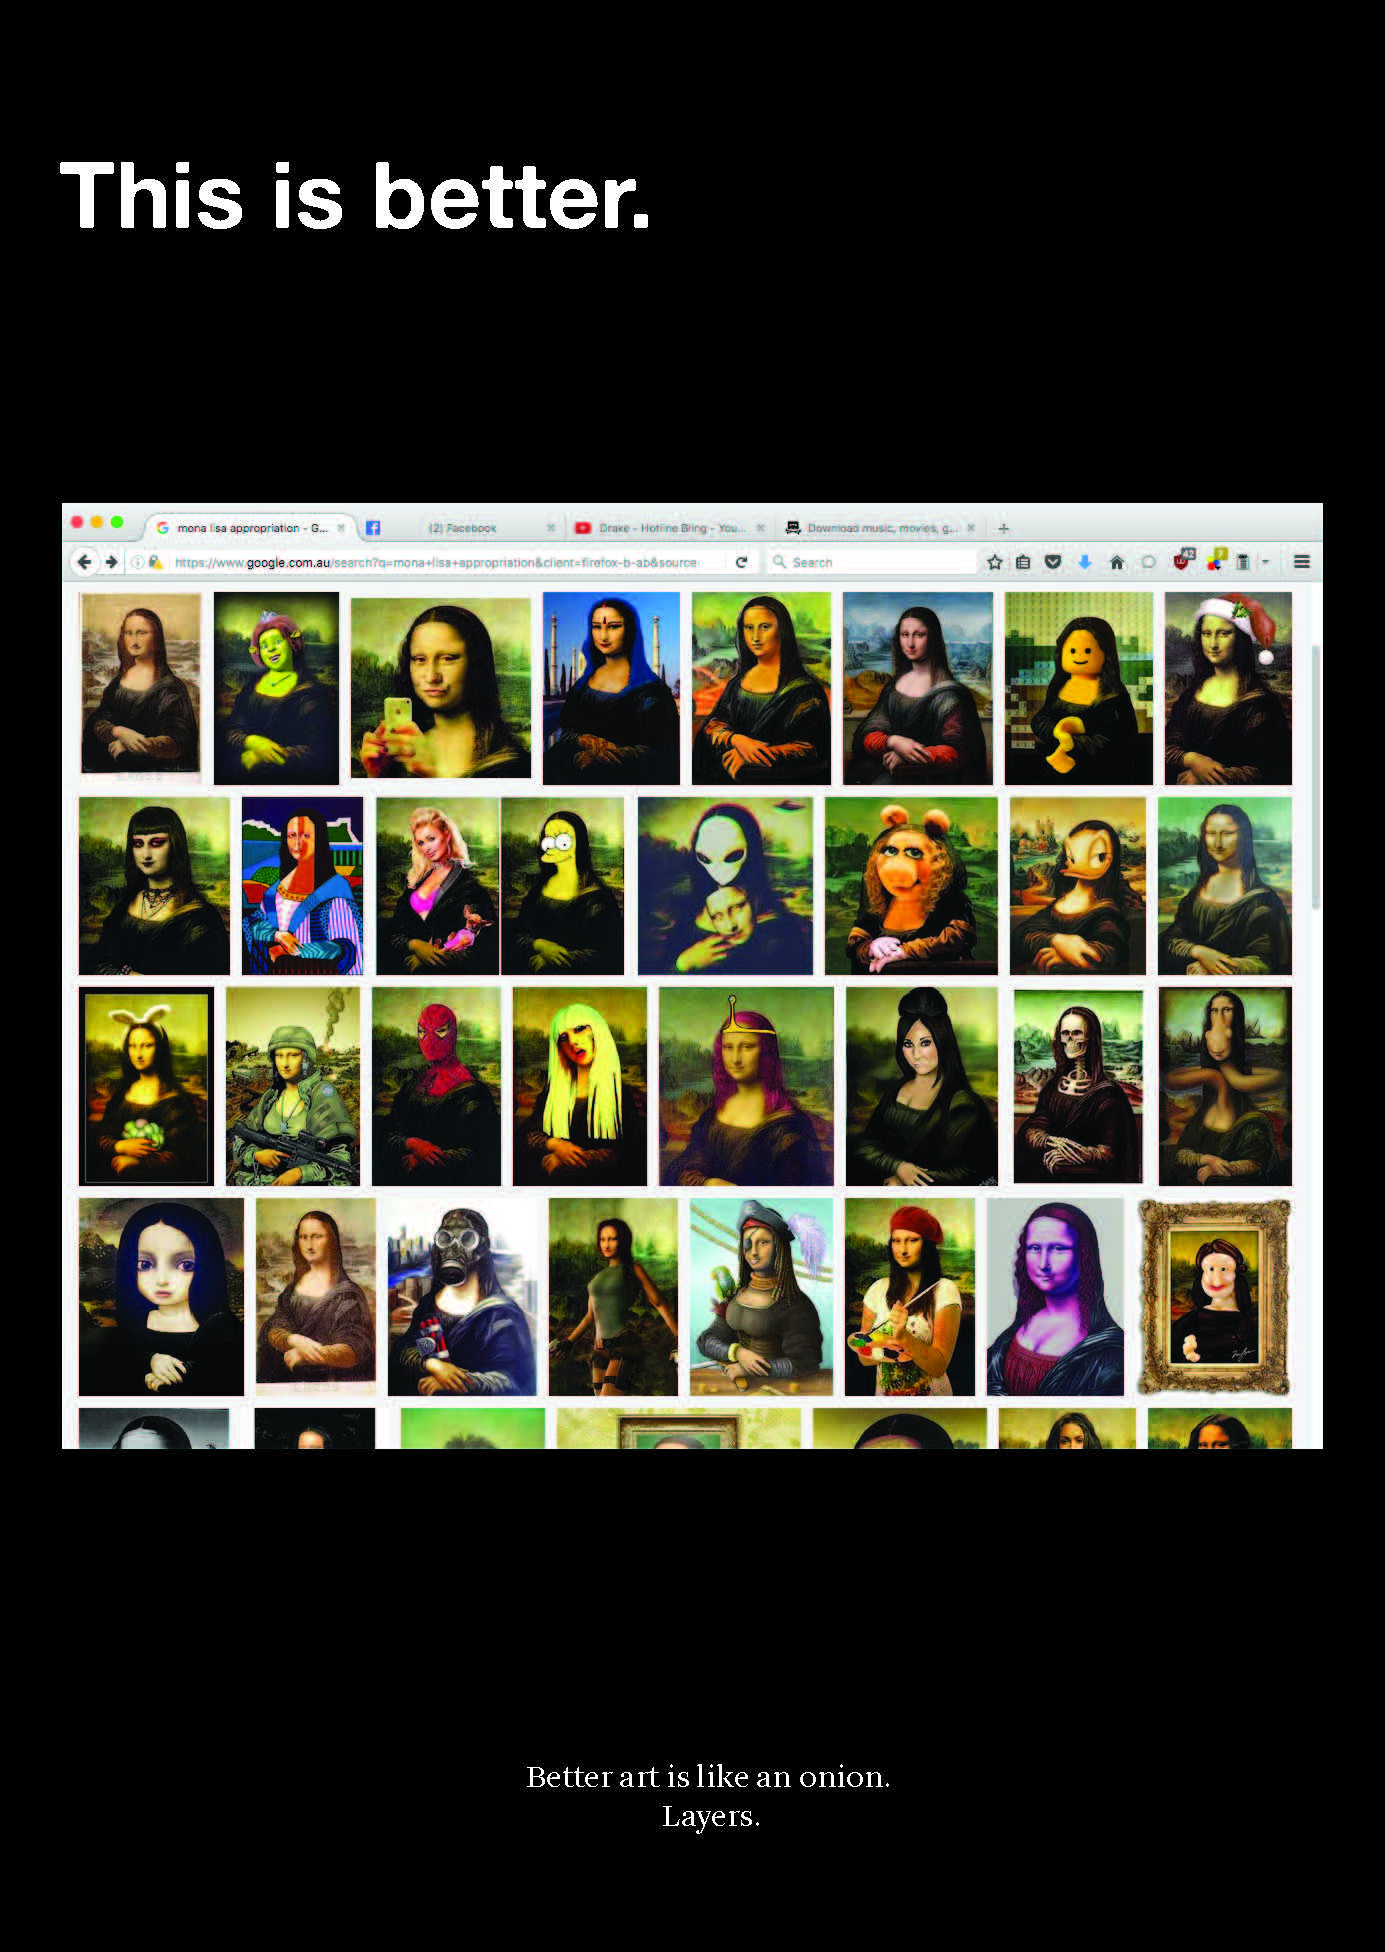 This is better.
mona lisa appropriation - G...
(2) Facebook
Drake - Hotline Bling - You...
Download music, movies, g...
https://www.google.com.au/search?q=mona+lisa+appropriation&client=firefox-b-ab&source
Search
42
7
Better art is like an onion.
Layers.